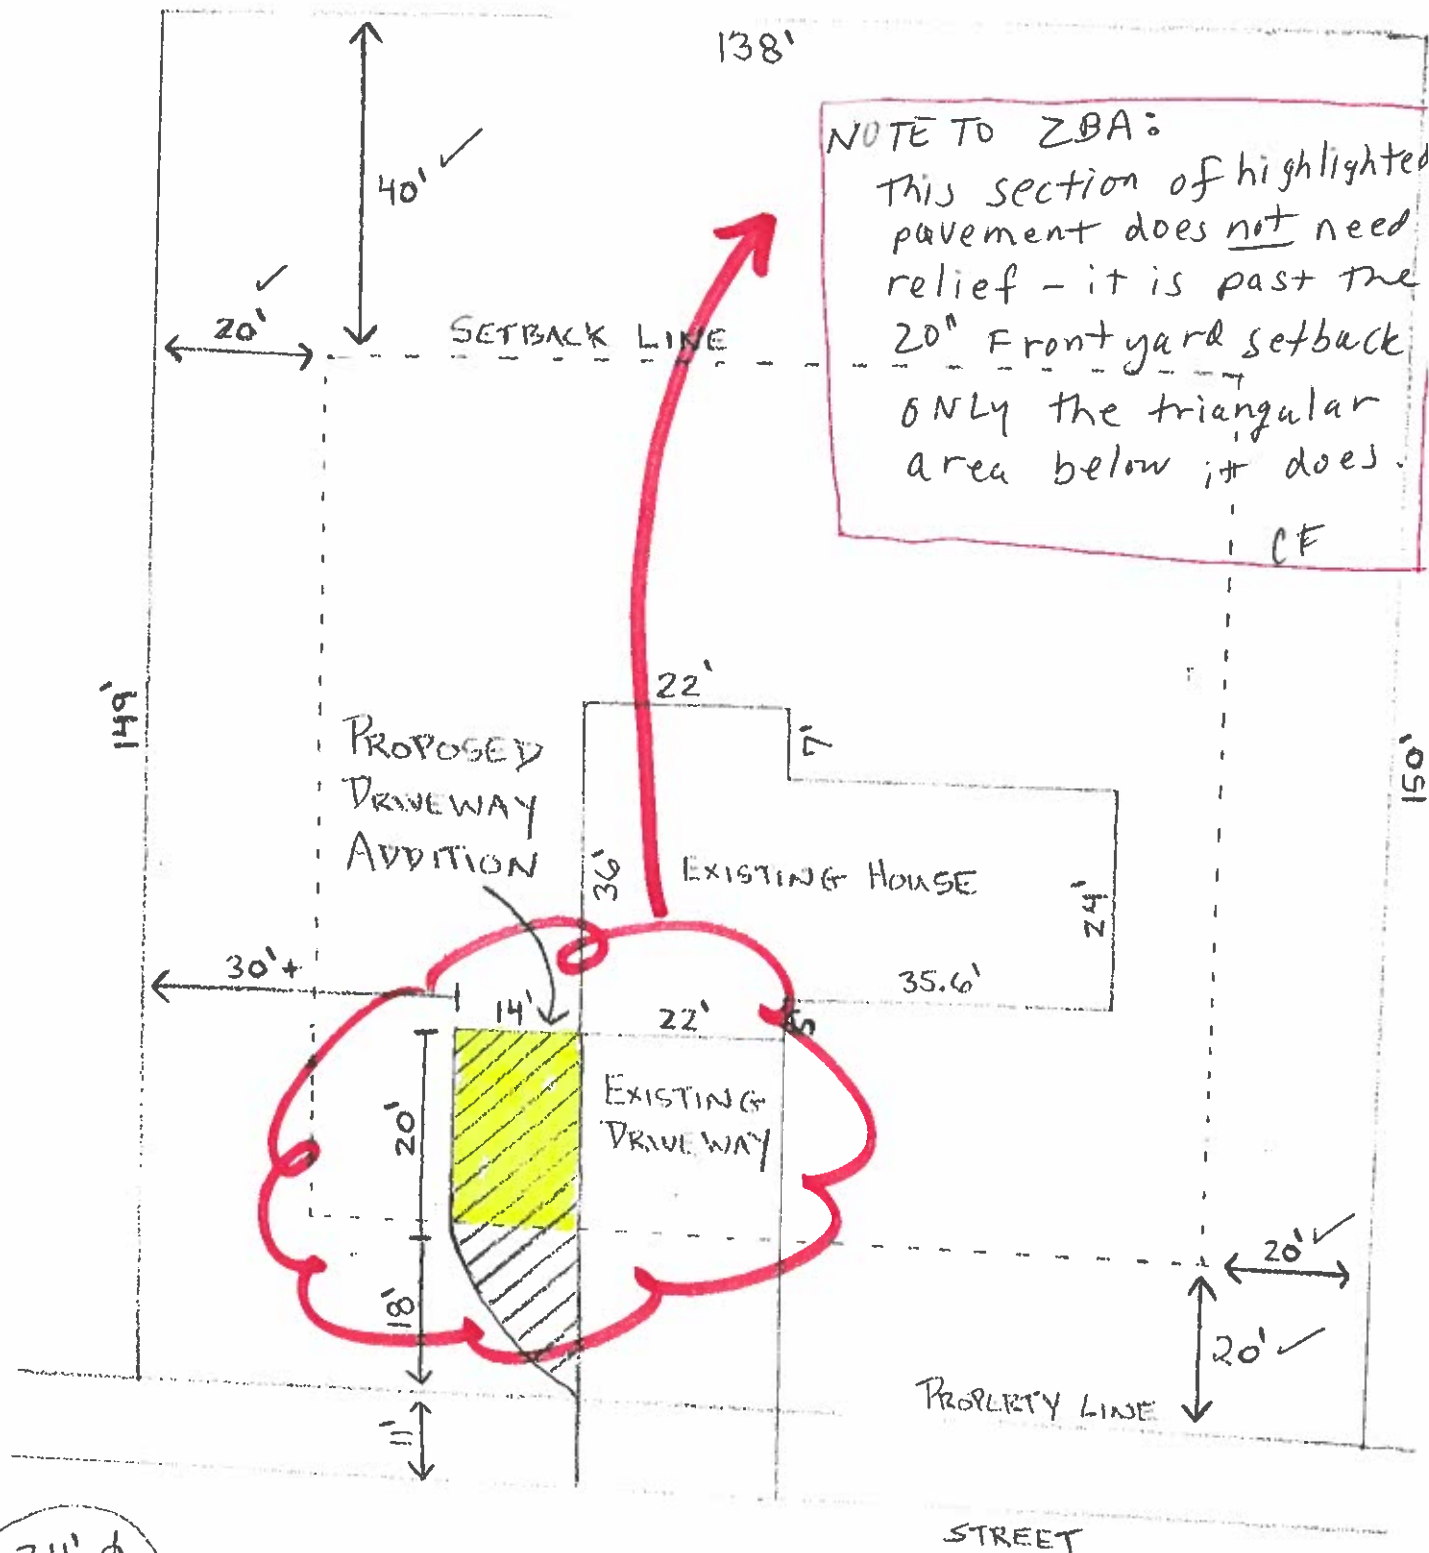 138'
NOTE TO ZBA:
This section of highlighted
pavement does not need
relief - it is past the
20" Front yard setback
ONLY the triangular
area below it does.
CF
40'
20'
SETBACK LINE
149'
150'
22'
7'
PROPOSED
DRIVEWAY
ADDITION
36'
EXISTING HOUSE
24'
30'+
35.6'
14'
22'
5
20'
EXISTING
DRIVEWAY
20'
18'
20'
PROPERTY LINE
11'
STREET